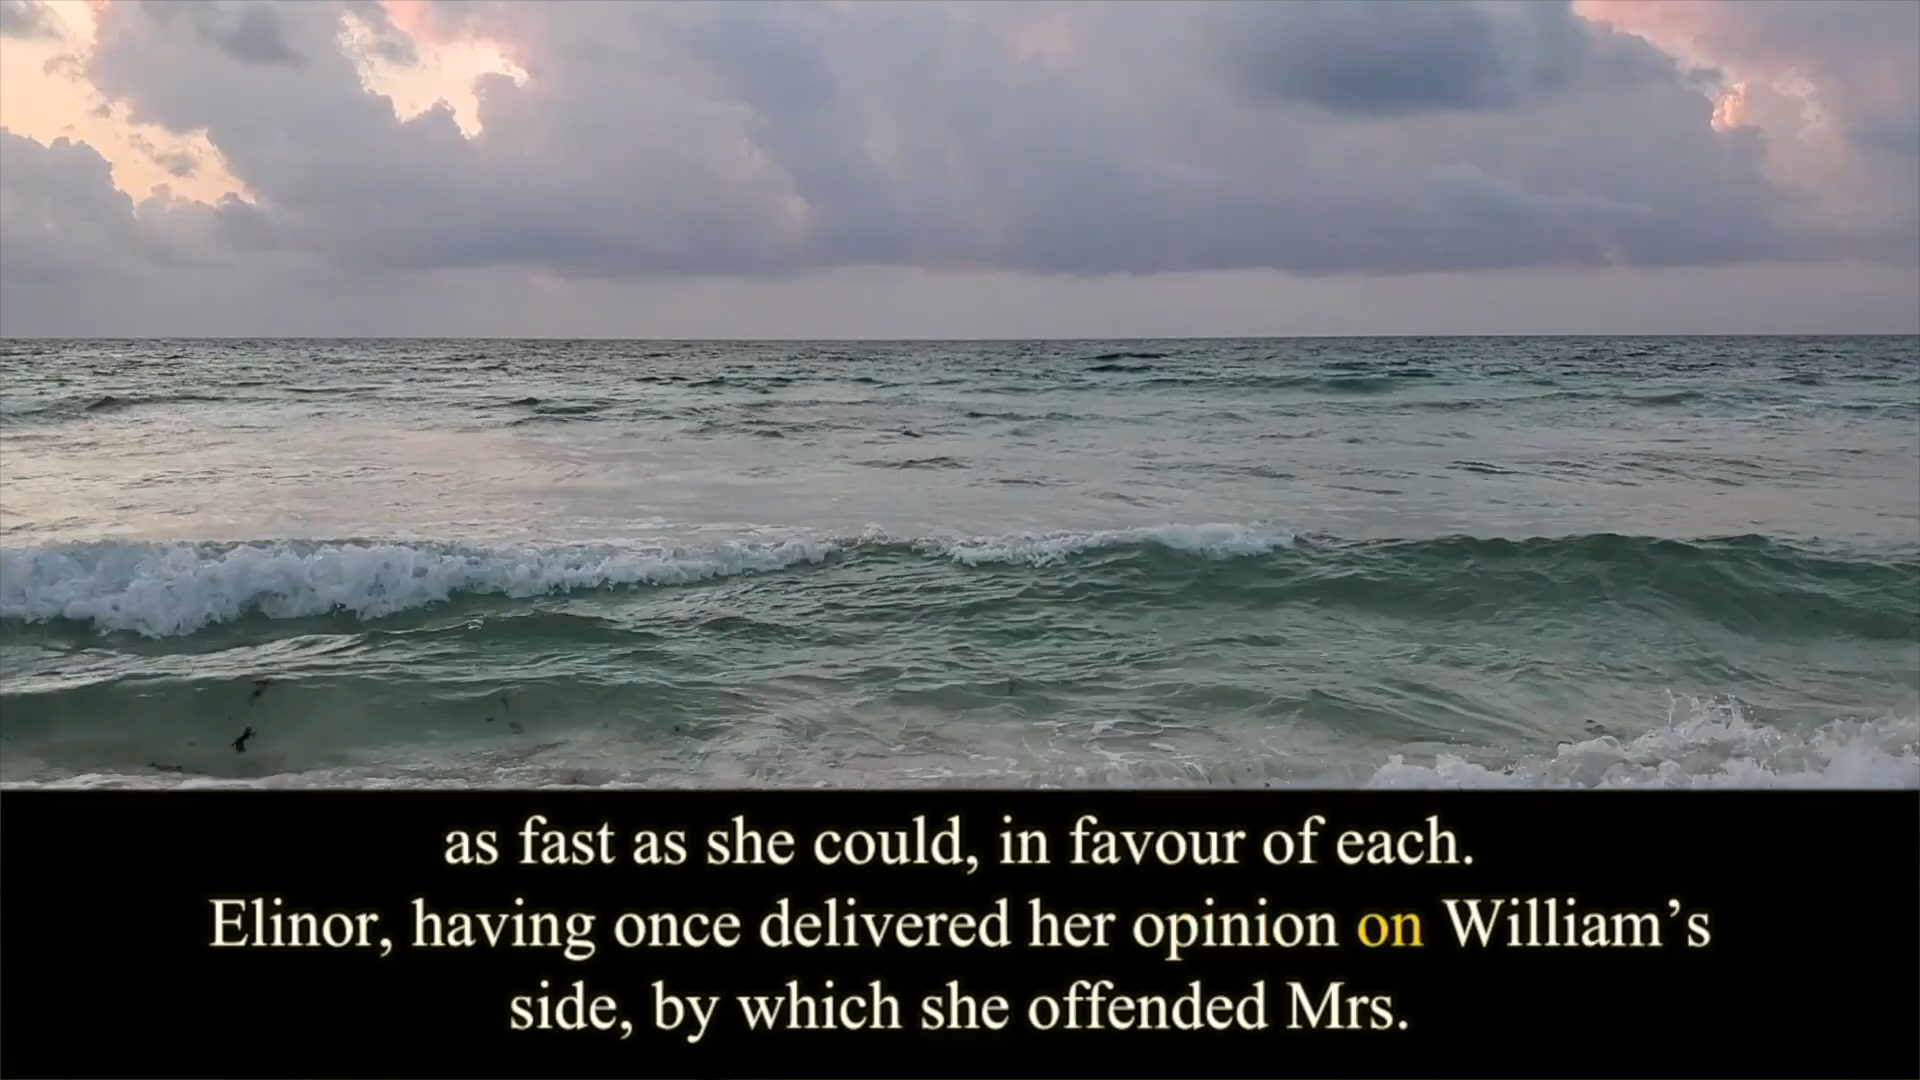 as fast as she could, in favour of each.
Elinor, having once delivered her opinion on William’s
side, by which she offended Mrs.